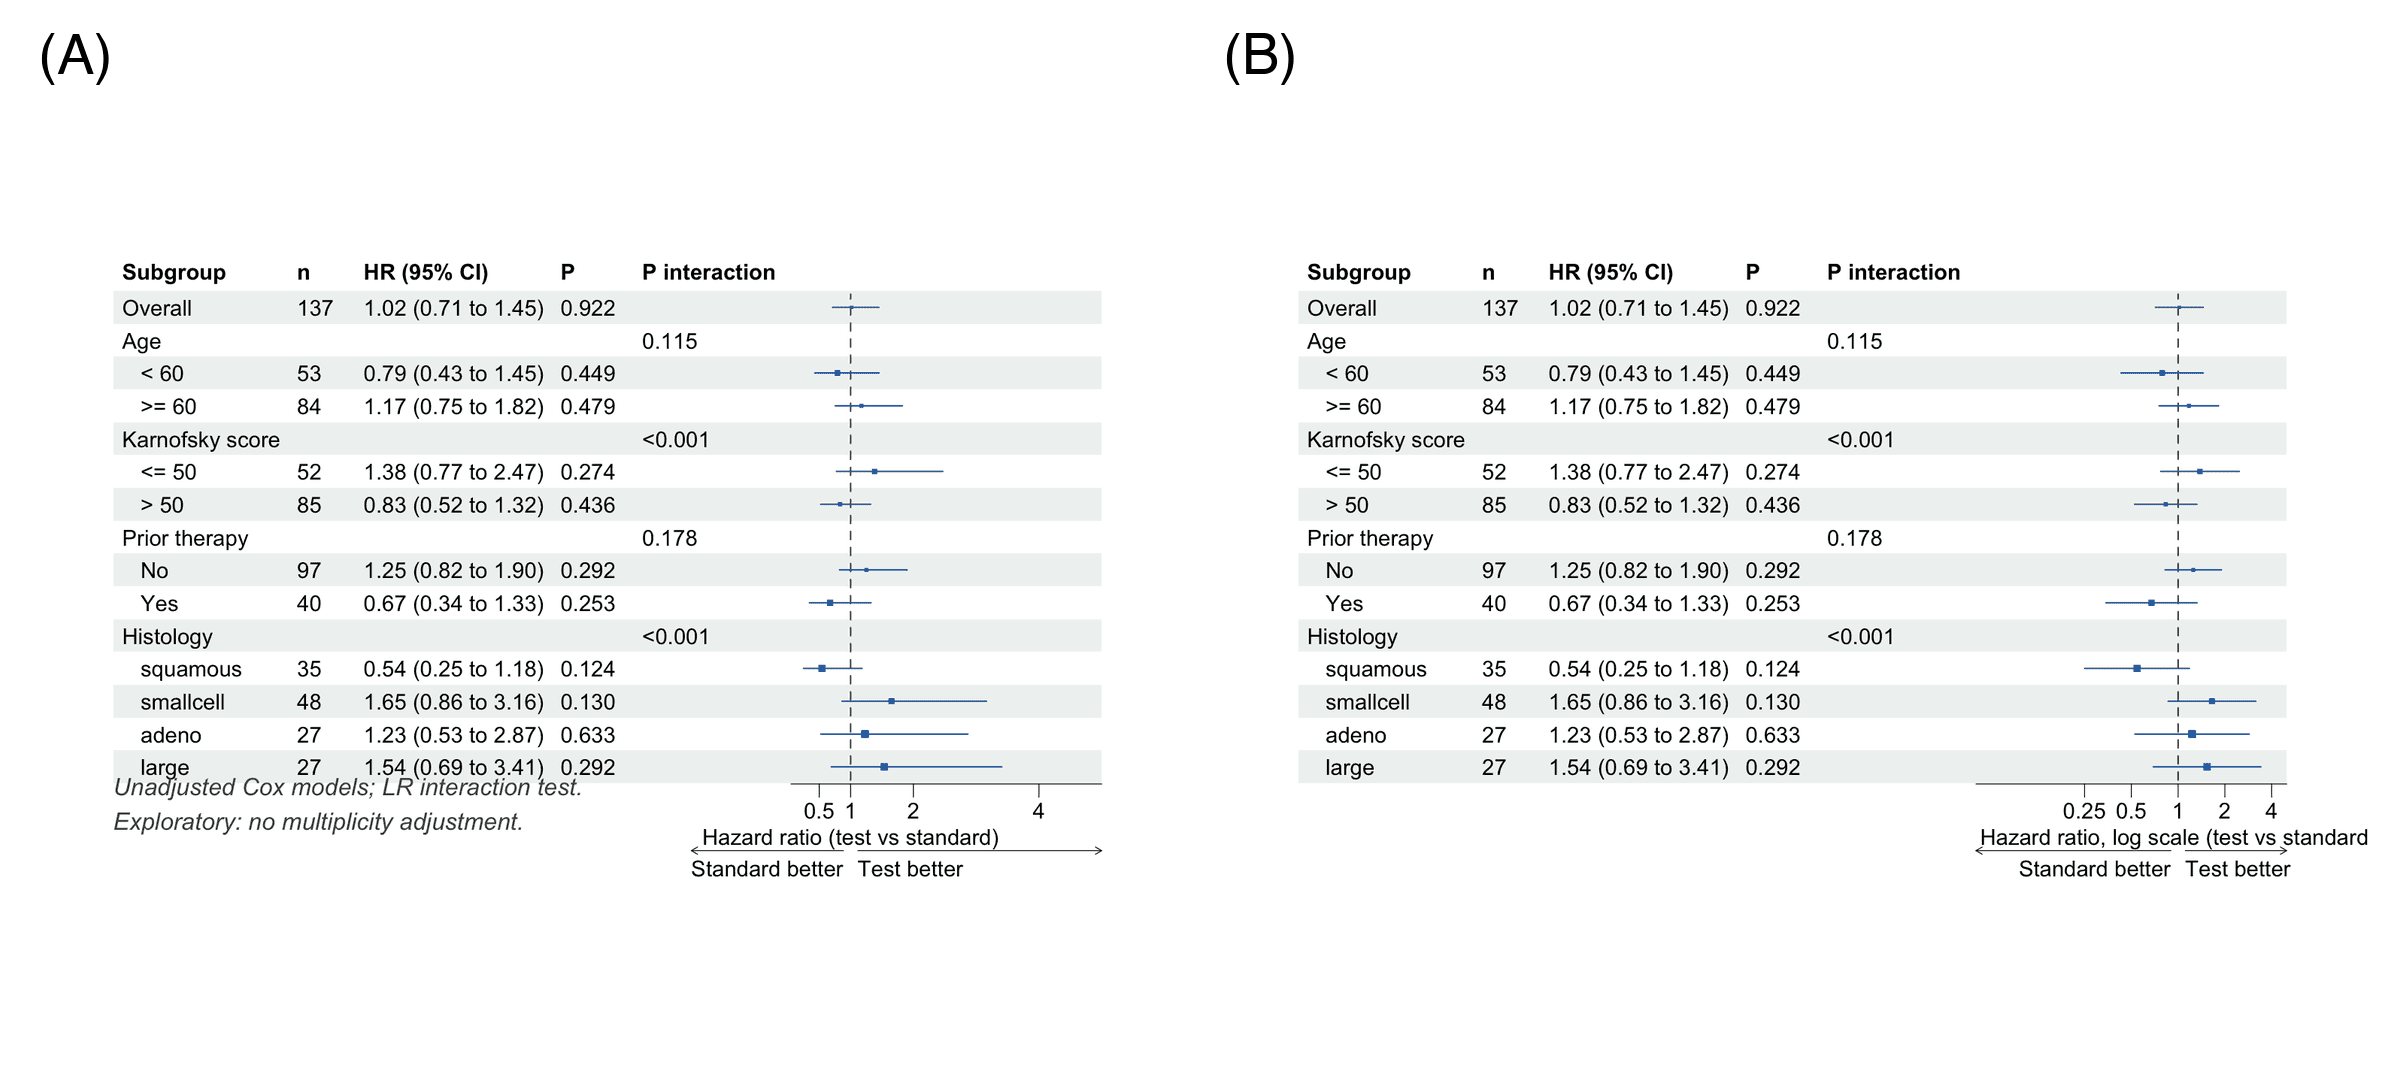 (A)
Subgroup n HR (95% CI) P P interaction
Overall 137 1.02 (0.71 to 1.45) 0.922
Age 0.115
< 60 53 0.79 (0.43 to 1.45) 0.449
>= 60 84 1.17 (0.75 to 1.82) 0.479
Karnofsky score <0.001
<= 50 52 1.38 (0.77 to 2.47) 0.274
> 50 85 0.83 (0.52 to 1.32) 0.436
Prior therapy 0.178
No 97 1.25 (0.82 to 1.90) 0.292
Yes 40 0.67 (0.34 to 1.33) 0.253
Histology <0.001
squamous 35 0.54 (0.25 to 1.18) 0.124
smallcell 48 1.65 (0.86 to 3.16) 0.130
adeno 27 1.23 (0.53 to 2.87) 0.633
large 27 1.54 (0.69 to 3.41) 0.292
Unadjusted Cox models; LR interaction test.
Exploratory: no multiplicity adjustment.
0.5 1 2 4
Hazard ratio (test vs standard)
Standard better Test better
(B)
Subgroup n HR (95% CI) P P interaction
Overall 137 1.02 (0.71 to 1.45) 0.922
Age 0.115
< 60 53 0.79 (0.43 to 1.45) 0.449
>= 60 84 1.17 (0.75 to 1.82) 0.479
Karnofsky score <0.001
<= 50 52 1.38 (0.77 to 2.47) 0.274
> 50 85 0.83 (0.52 to 1.32) 0.436
Prior therapy 0.178
No 97 1.25 (0.82 to 1.90) 0.292
Yes 40 0.67 (0.34 to 1.33) 0.253
Histology <0.001
squamous 35 0.54 (0.25 to 1.18) 0.124
smallcell 48 1.65 (0.86 to 3.16) 0.130
adeno 27 1.23 (0.53 to 2.87) 0.633
large 27 1.54 (0.69 to 3.41) 0.292
0.25 0.5 1 2 4
Hazard ratio, log scale (test vs standard
Standard better Test better